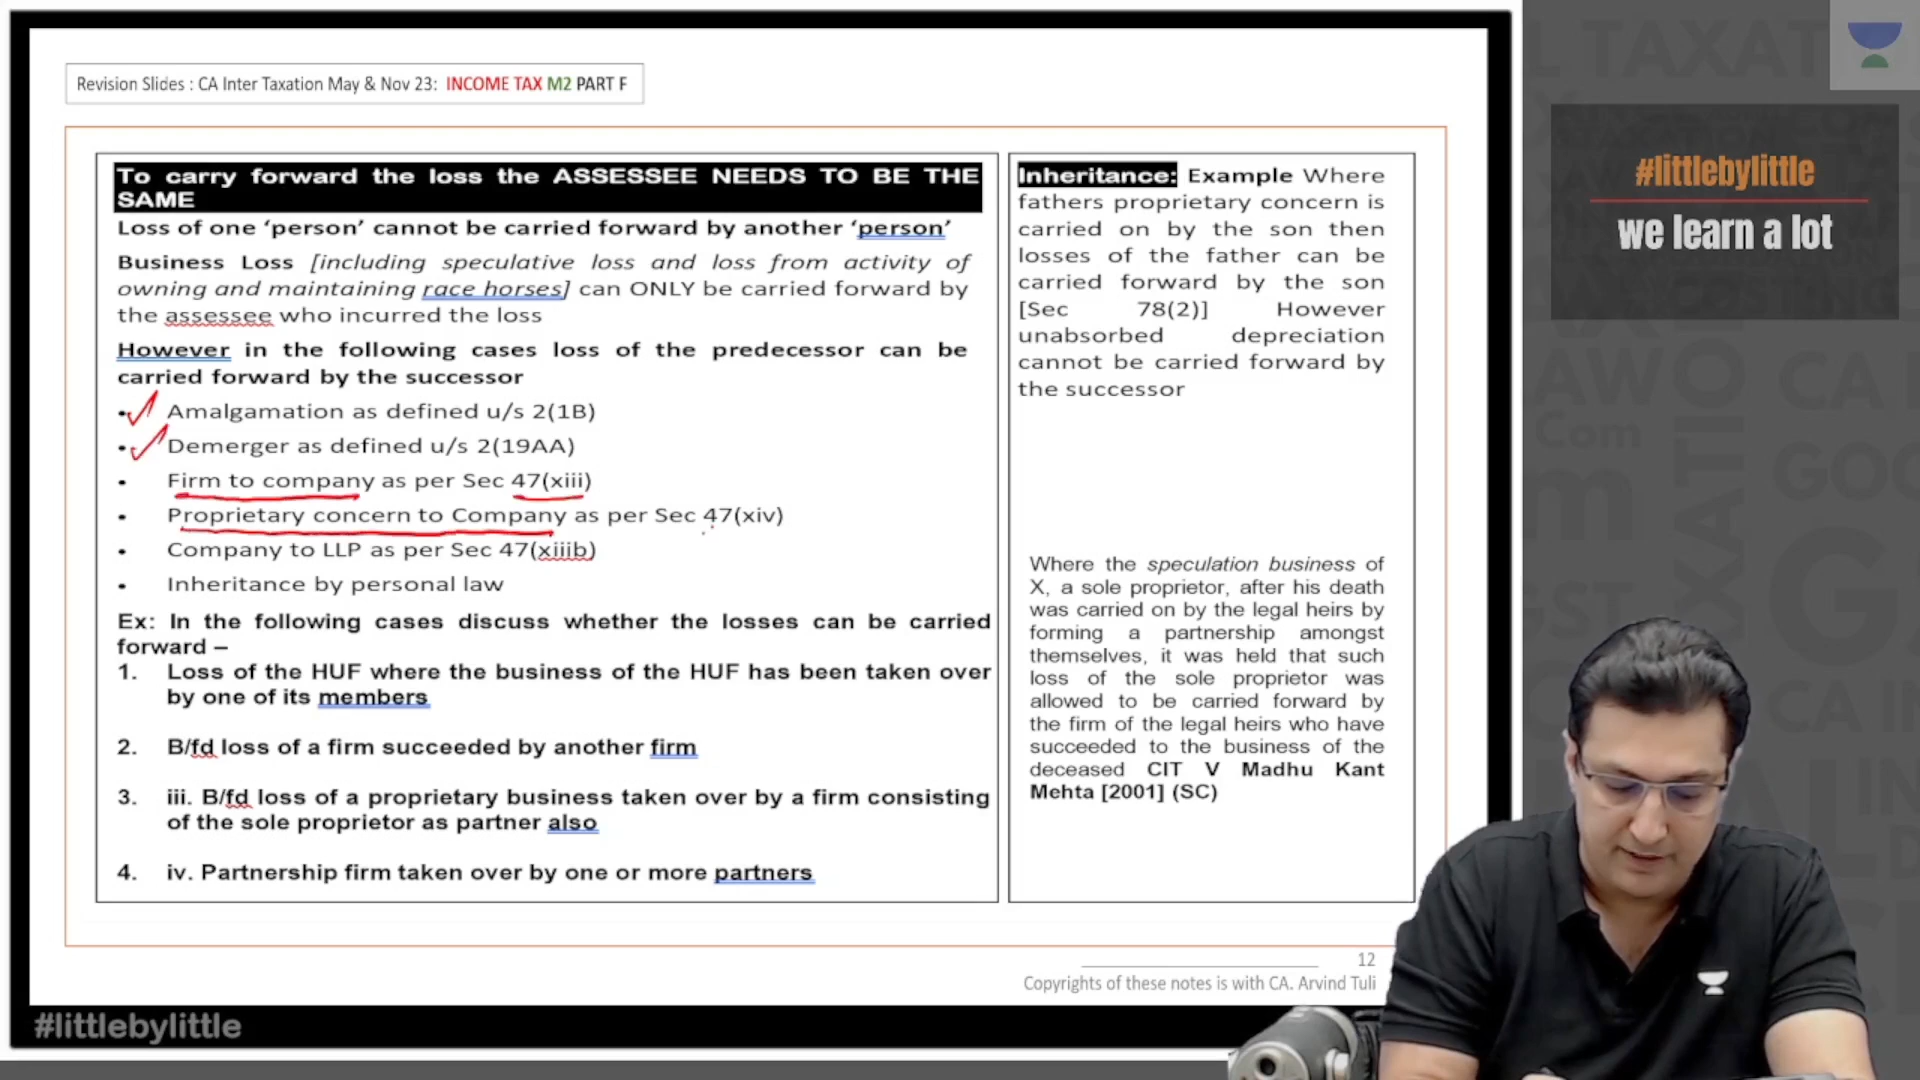 Revision Slides : CA Inter Taxation May & Nov 23: INCOME TAX M2 PART F
To carry forward the loss the ASSESSEE NEEDS TO BE THE
SAME
Loss of one ‘person’ cannot be carried forward by another ‘person’
Business Loss [including speculative loss and loss from activity of
owning and maintaining race horses] can ONLY be carried forward by
the assessee who incurred the loss
However in the following cases loss of the predecessor can be
carried forward by the successor
• Amalgamation as defined u/s 2(1B)
• Demerger as defined u/s 2(19AA)
• Firm to company as per Sec 47(xiii)
• Proprietary concern to Company as per Sec 47(xiv)
• Company to LLP as per Sec 47(xiiib)
• Inheritance by personal law
Ex: In the following cases discuss whether the losses can be carried
forward –
1. Loss of the HUF where the business of the HUF has been taken over
by one of its members
2. B/fd loss of a firm succeeded by another firm
3. iii. B/fd loss of a proprietary business taken over by a firm consisting
of the sole proprietor as partner also
4. iv. Partnership firm taken over by one or more partners
Inheritance: Example Where
fathers proprietary concern is
carried on by the son then
losses of the father can be
carried forward by the son
[Sec 78(2)] However
unabsorbed depreciation
cannot be carried forward by
the successor
Where the speculation business of
X, a sole proprietor, after his death
was carried on by the legal heirs by
forming a partnership amongst
themselves, it was held that such
loss of the sole proprietor was
allowed to be carried forward by
the firm of the legal heirs who have
succeeded to the business of the
deceased CIT V Madhu Kant
Mehta [2001] (SC)
12
Copyrights of these notes is with CA. Arvind Tuli
#littlebylittle
#littlebylittle
we learn a lot